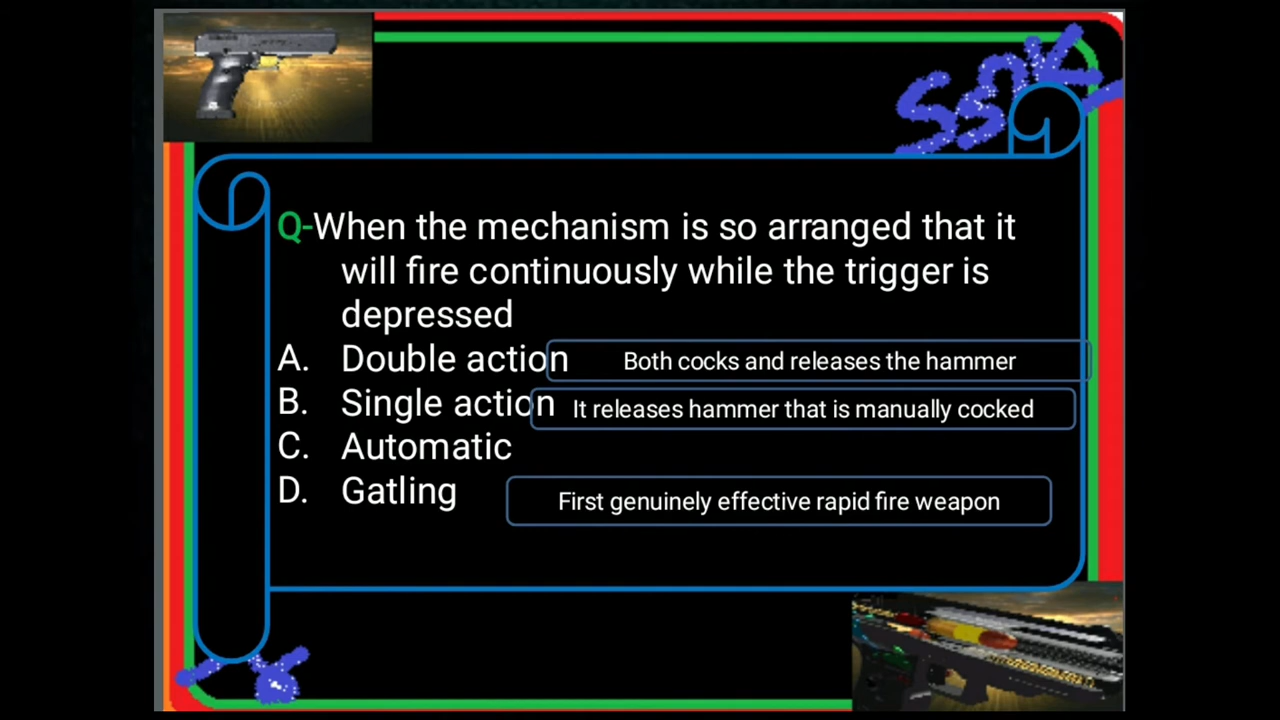 SSnK
Q-When the mechanism is so arranged that it
will fire continuously while the trigger is
depressed
A. Double action
Both cocks and releases the hammer
B. Single action
It releases hammer that is manually cocked
C. Automatic
D. Gatling
First genuinely effective rapid fire weapon